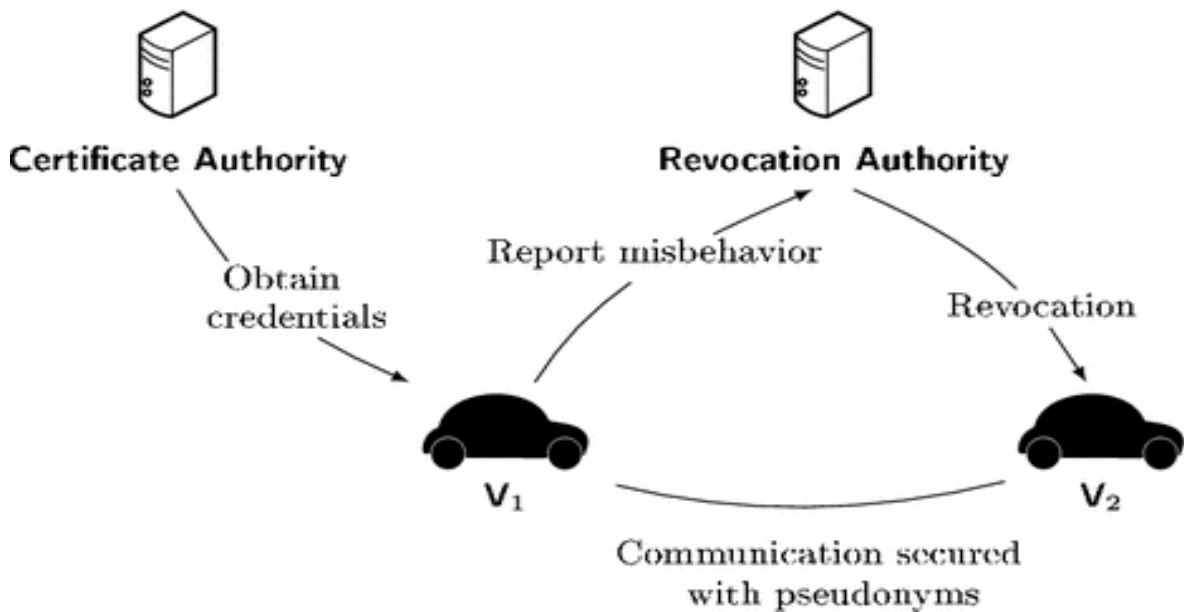 Certificate Authority
Revocation Authority
Report misbehavior
Obtain
credentials
Revocation
V₁
V₂
Communication secured
with pseudonyms